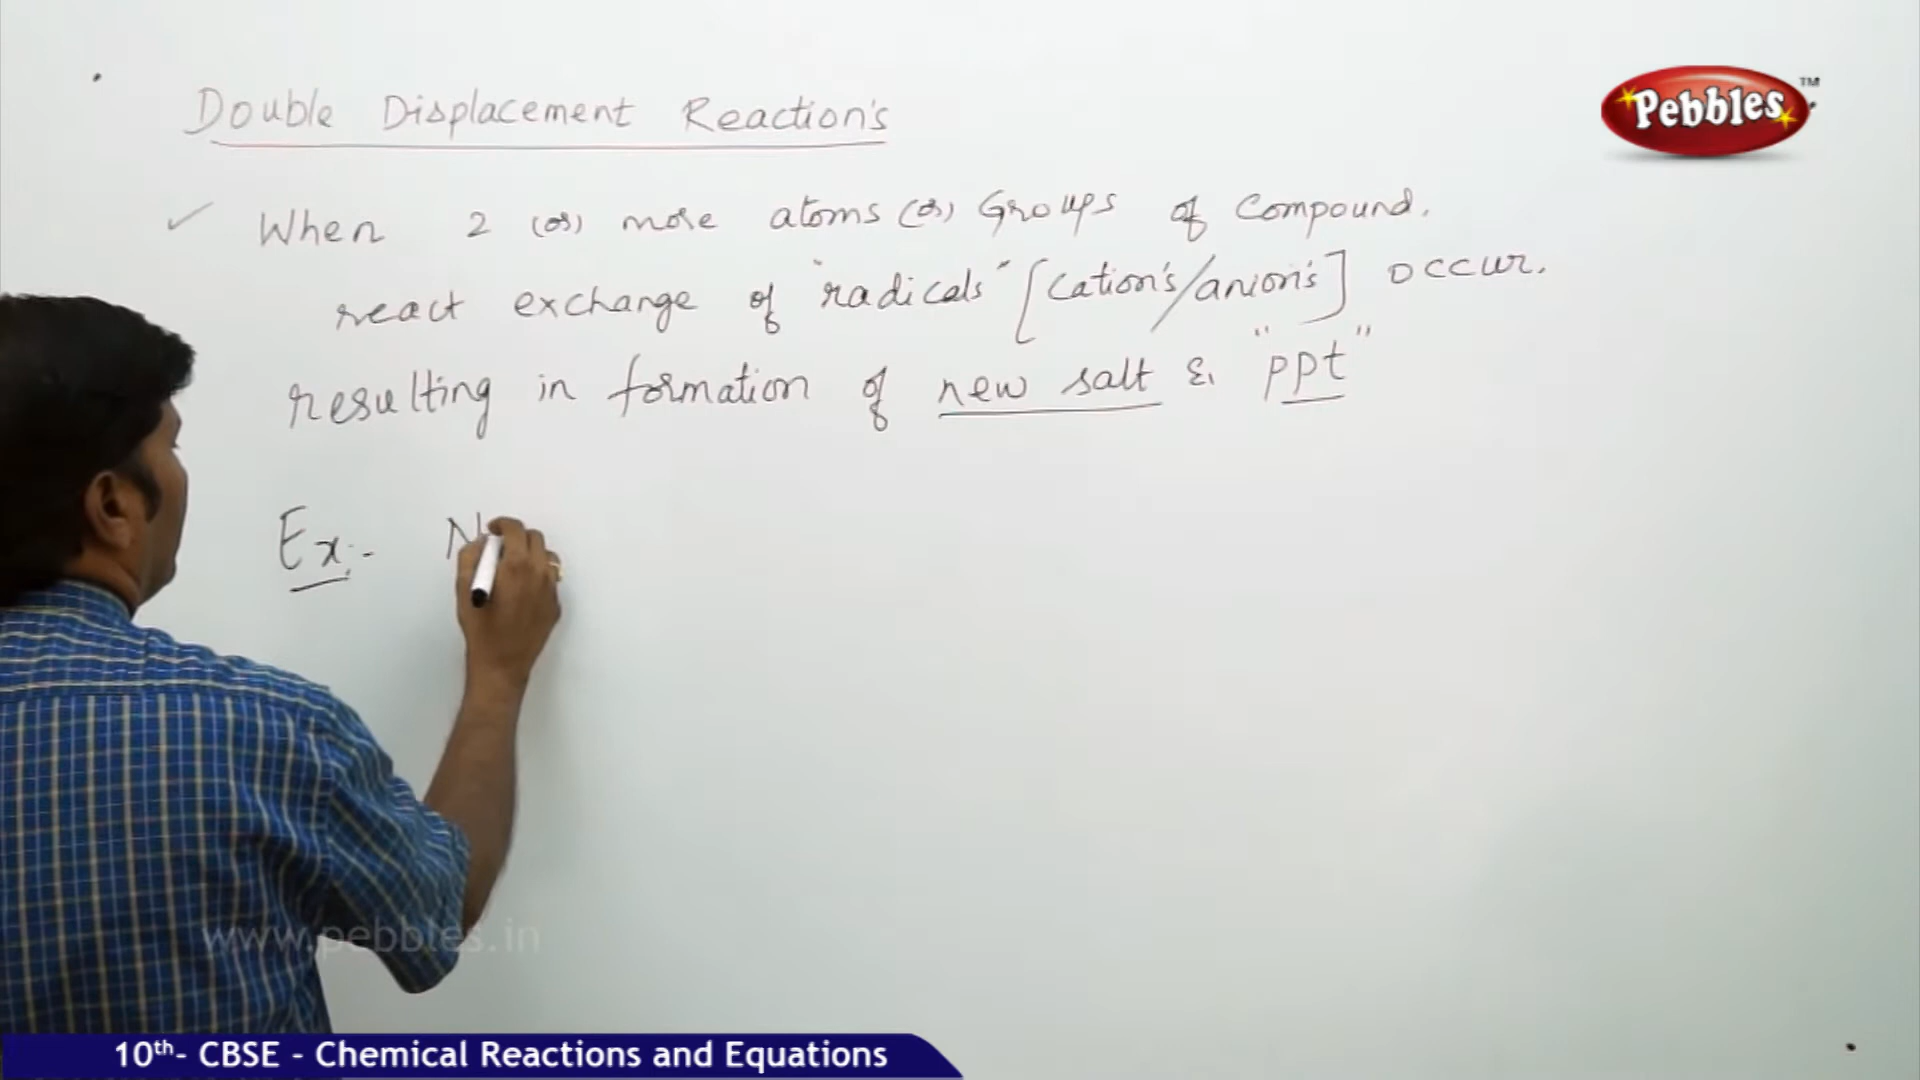 Double Displacement Reaction's
Pebbles TM
✓ When 2 (or) more atoms (or) Groups of Compound.
react exchange of "radicals" [cation's/anion's] occur.
resulting in formation of new salt & "ppt"
Ex:- N
www.pebbles.in
10th- CBSE - Chemical Reactions and Equations